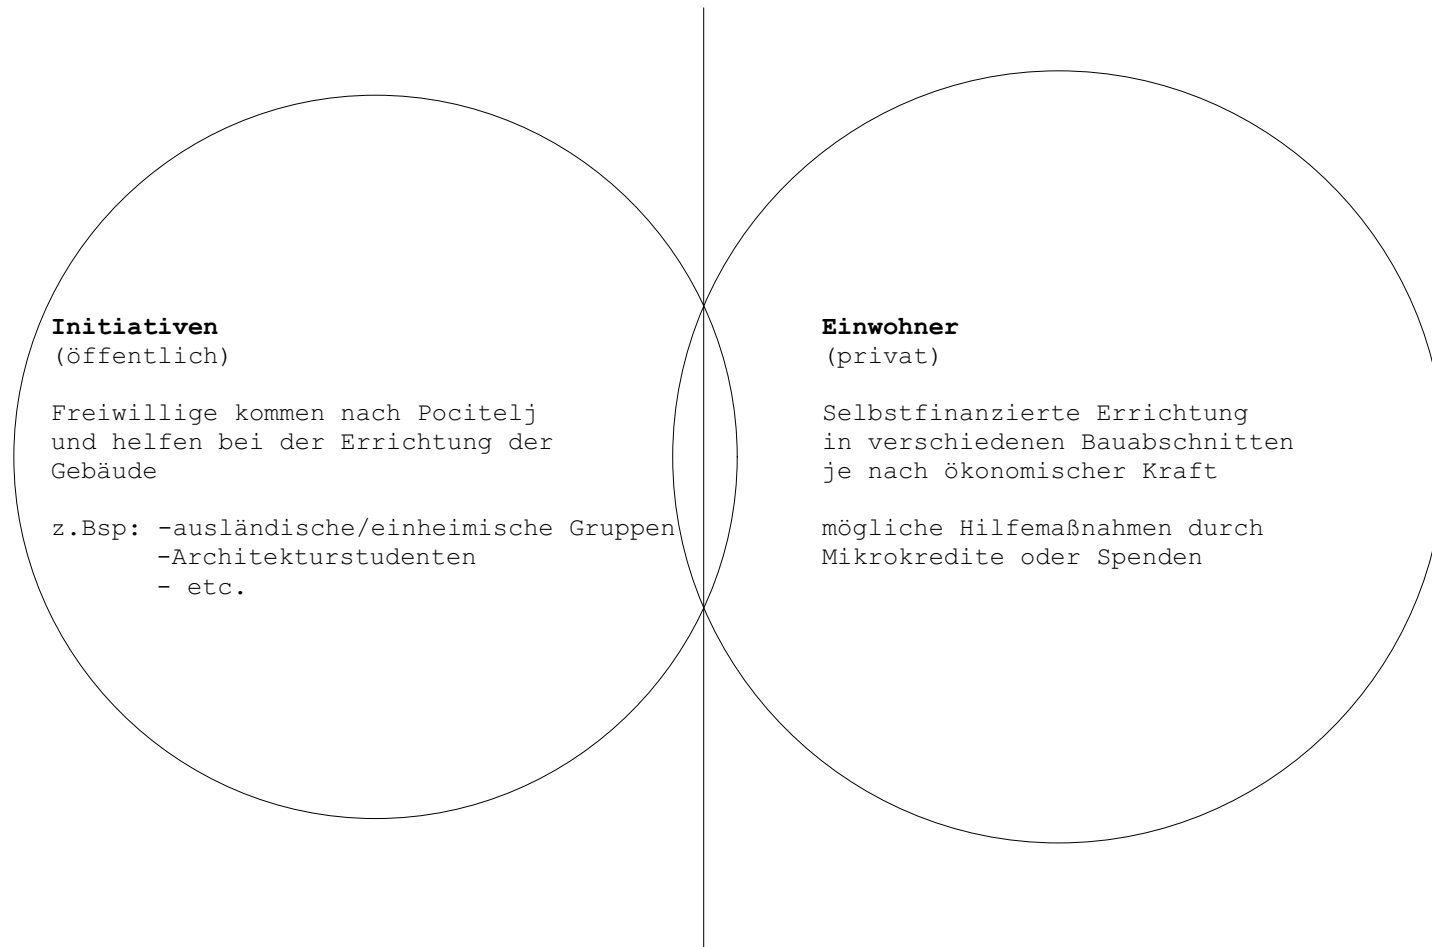 Initiativen
(öffentlich)
Freiwillige kommen nach Pocitelj
und helfen bei der Errichtung der
Gebäude
z.Bsp: -ausländische/einheimische Gruppen
-Architekturstudenten
- etc.
Einwohner
(privat)
Selbstfinanzierte Errichtung
in verschiedenen Bauabschnitten
je nach ökonomischer Kraft
mögliche Hilfemaßnahmen durch
Mikrokredite oder Spenden